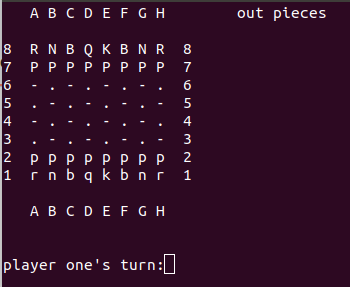 A B C D E F G H out pieces
8 R N B Q K B N R 8
7 P P P P P P P P 7
6 - . - . - . - . 6
5 . - . - . - . - 5
4 - . - . - . - . 4
3 . - . - . - . - 3
2 p p p p p p p p 2
1 r n b q k b n r 1
A B C D E F G H
player one's turn: